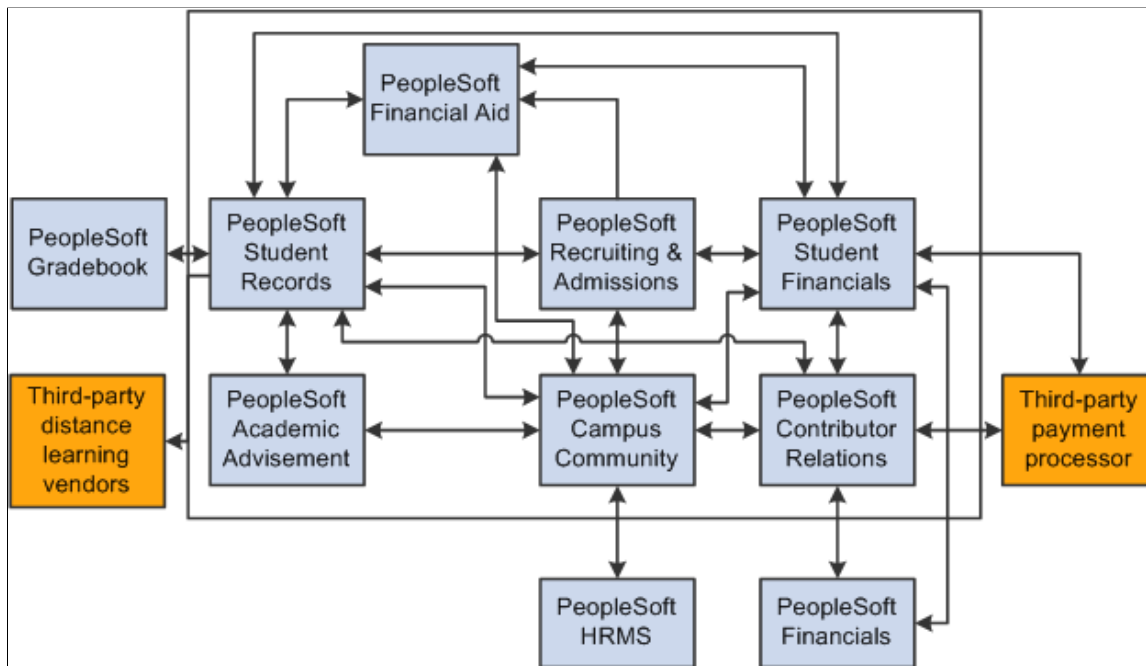 PeopleSoft
Financial Aid
PeopleSoft
Gradebook
PeopleSoft
Student
Records
PeopleSoft
Recruiting &
Admissions
PeopleSoft
Student
Financials
Third-party
distance
learning
vendors
PeopleSoft
Academic
Advisement
PeopleSoft
Campus
Community
PeopleSoft
Contributor
Relations
Third-party
payment
processor
PeopleSoft
HRMS
PeopleSoft
Financials